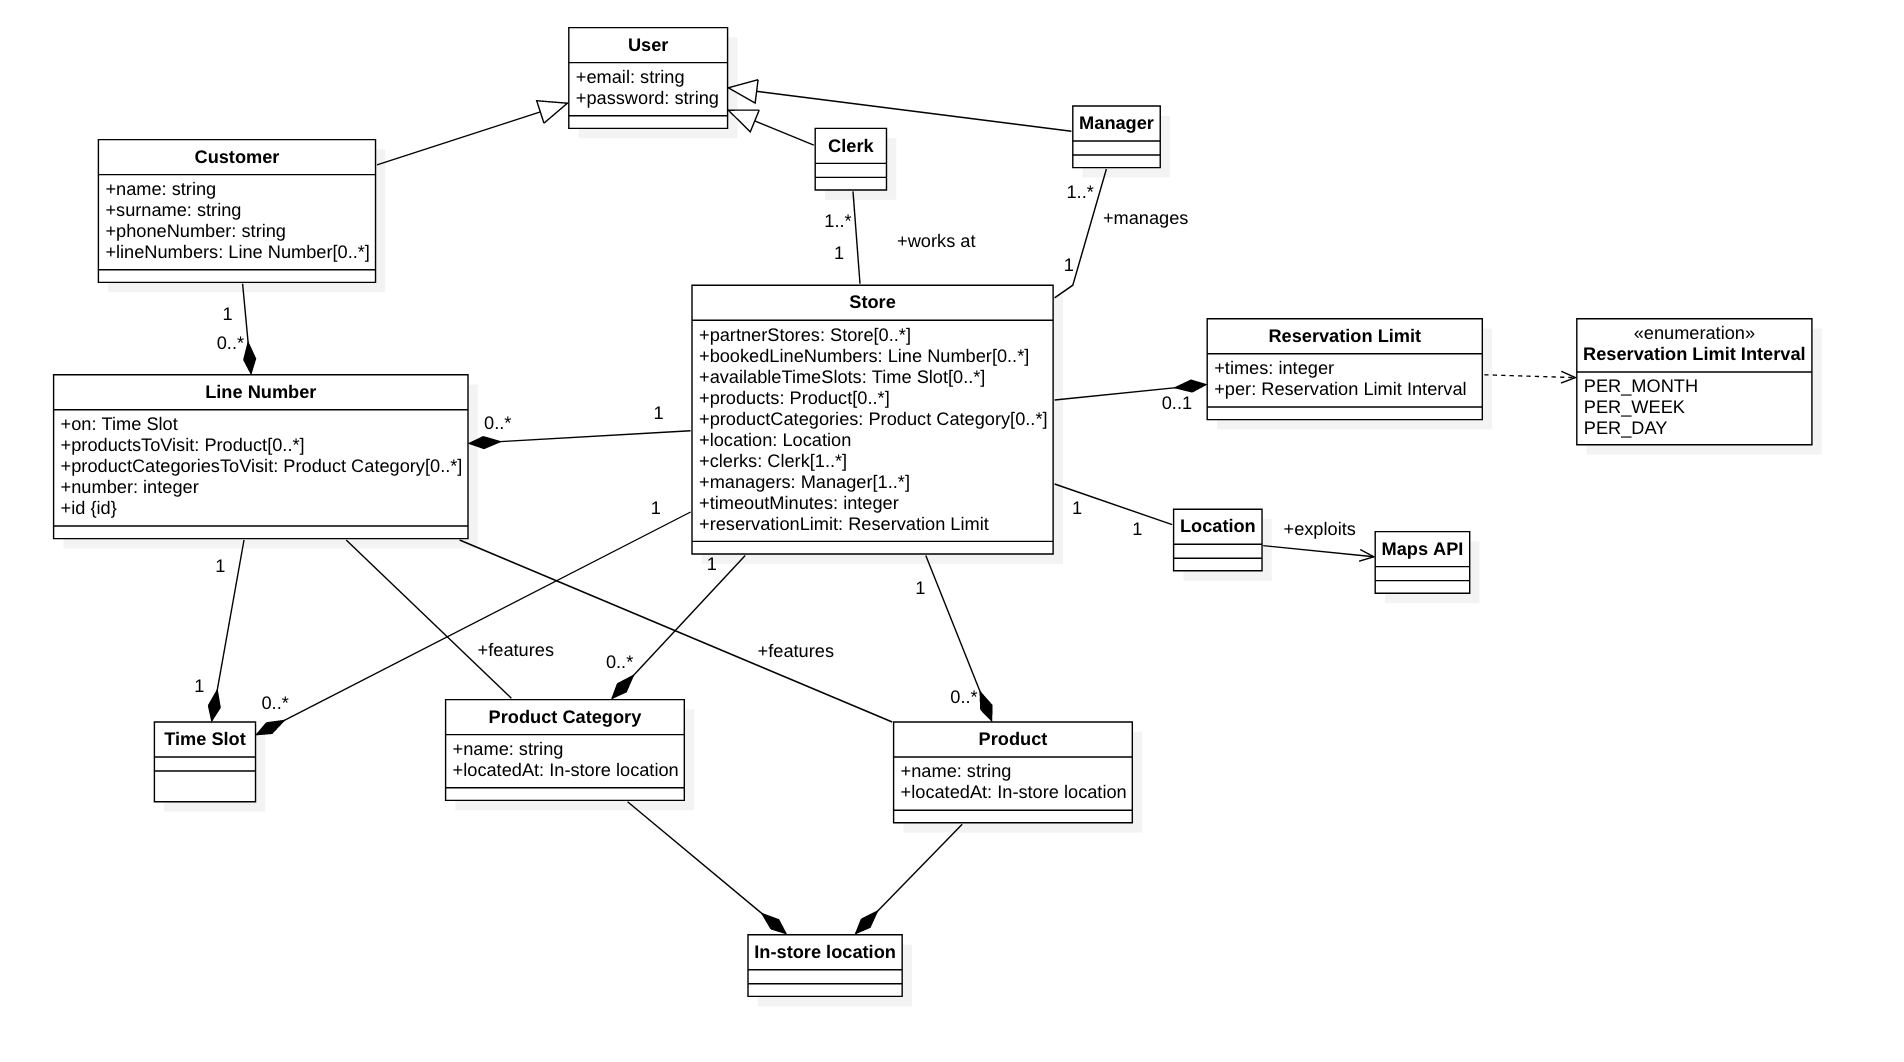 User
+email: string
+password: string
Manager
Clerk
Customer
+name: string
+surname: string
+phoneNumber: string
+lineNumbers: Line Number[0..*]
1..*
+manages
1..*
+works at
1
1
1
0..*
Store
+partnerStores: Store[0..*]
+bookedLineNumbers: Line Number[0..*]
+availableTimeSlots: Time Slot[0..*]
+products: Product[0..*]
+productCategories: Product Category[0..*]
+location: Location
+clerks: Clerk[1..*]
+managers: Manager[1..*]
+timeoutMinutes: integer
+reservationLimit: Reservation Limit
Reservation Limit
+times: integer
+per: Reservation Limit Interval
0..1
«enumeration»
Reservation Limit Interval
PER_MONTH
PER_WEEK
PER_DAY
Line Number
+on: Time Slot
+productsToVisit: Product[0..*]
+productCategoriesToVisit: Product Category[0..*]
+number: integer
+id {id}
0..*
1
1
1
1
Location
+exploits
Maps API
1
1
1
+features
+features
0..*
1
0..*
0..*
Time Slot
Product Category
+name: string
+locatedAt: In-store location
Product
+name: string
+locatedAt: In-store location
In-store location